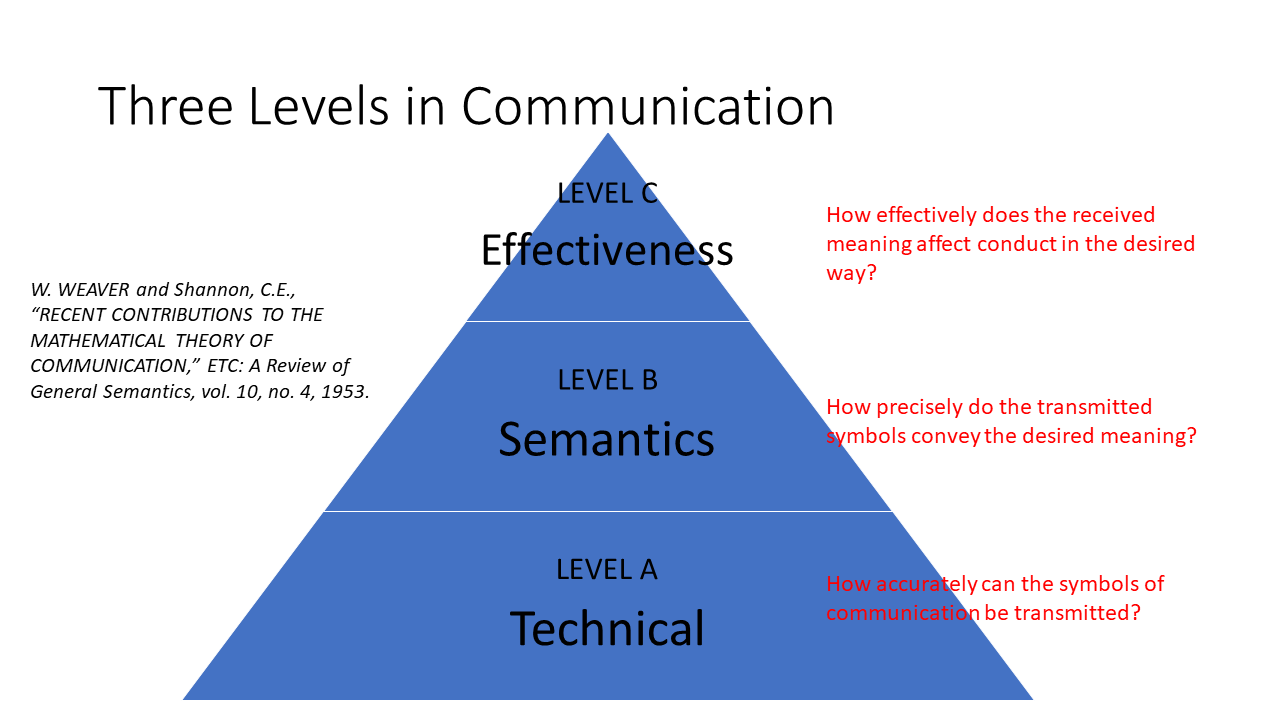 Three Levels in Communication
LEVEL C
Effectiveness
How effectively does the received
meaning affect conduct in the desired
way?
W. WEAVER and Shannon, C.E.,
“RECENT CONTRIBUTIONS TO THE
MATHEMATICAL THEORY OF
COMMUNICATION,” ETC: A Review of
General Semantics, vol. 10, no. 4, 1953.
LEVEL B
Semantics
How precisely do the transmitted
symbols convey the desired meaning?
LEVEL A
Technical
How accurately can the symbols of
communication be transmitted?